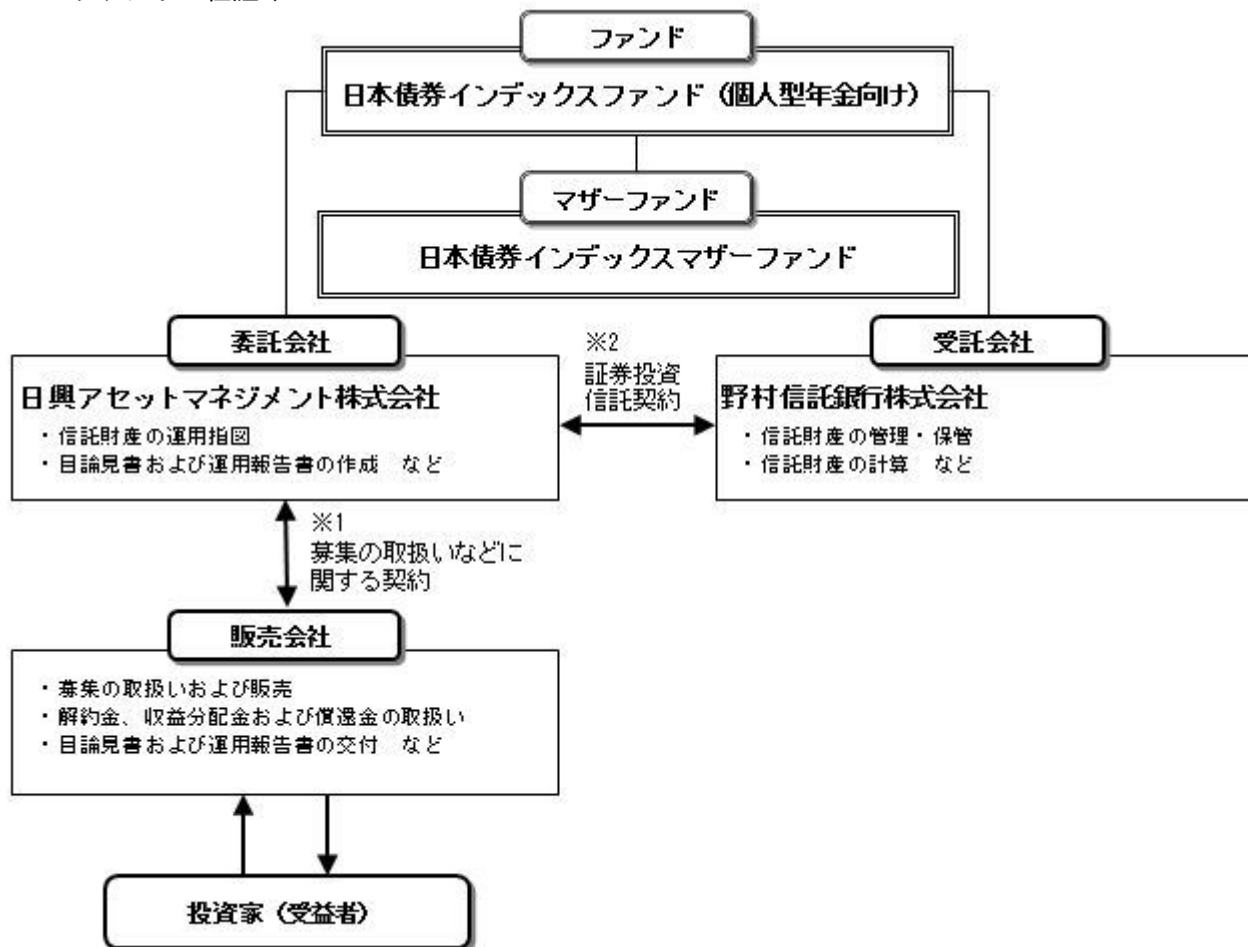 ファンド
日本債券インデックスファンド（個人型年金向け）
マザーファンド
日本債券インデックスマザーファンド
委託会社
日興アセットマネジメント株式会社
・信託財産の運用指図
・目論見書および運用報告書の作成　など
※2
証券投資
信託契約
受託会社
野村信託銀行株式会社
・信託財産の管理・保管
・信託財産の計算　など
※1
募集の取扱いなどに
関する契約
販売会社
・募集の取扱いおよび販売
・解約金、収益分配金および償還金の取扱い
・目論見書および運用報告書の交付　など
投資家（受益者）